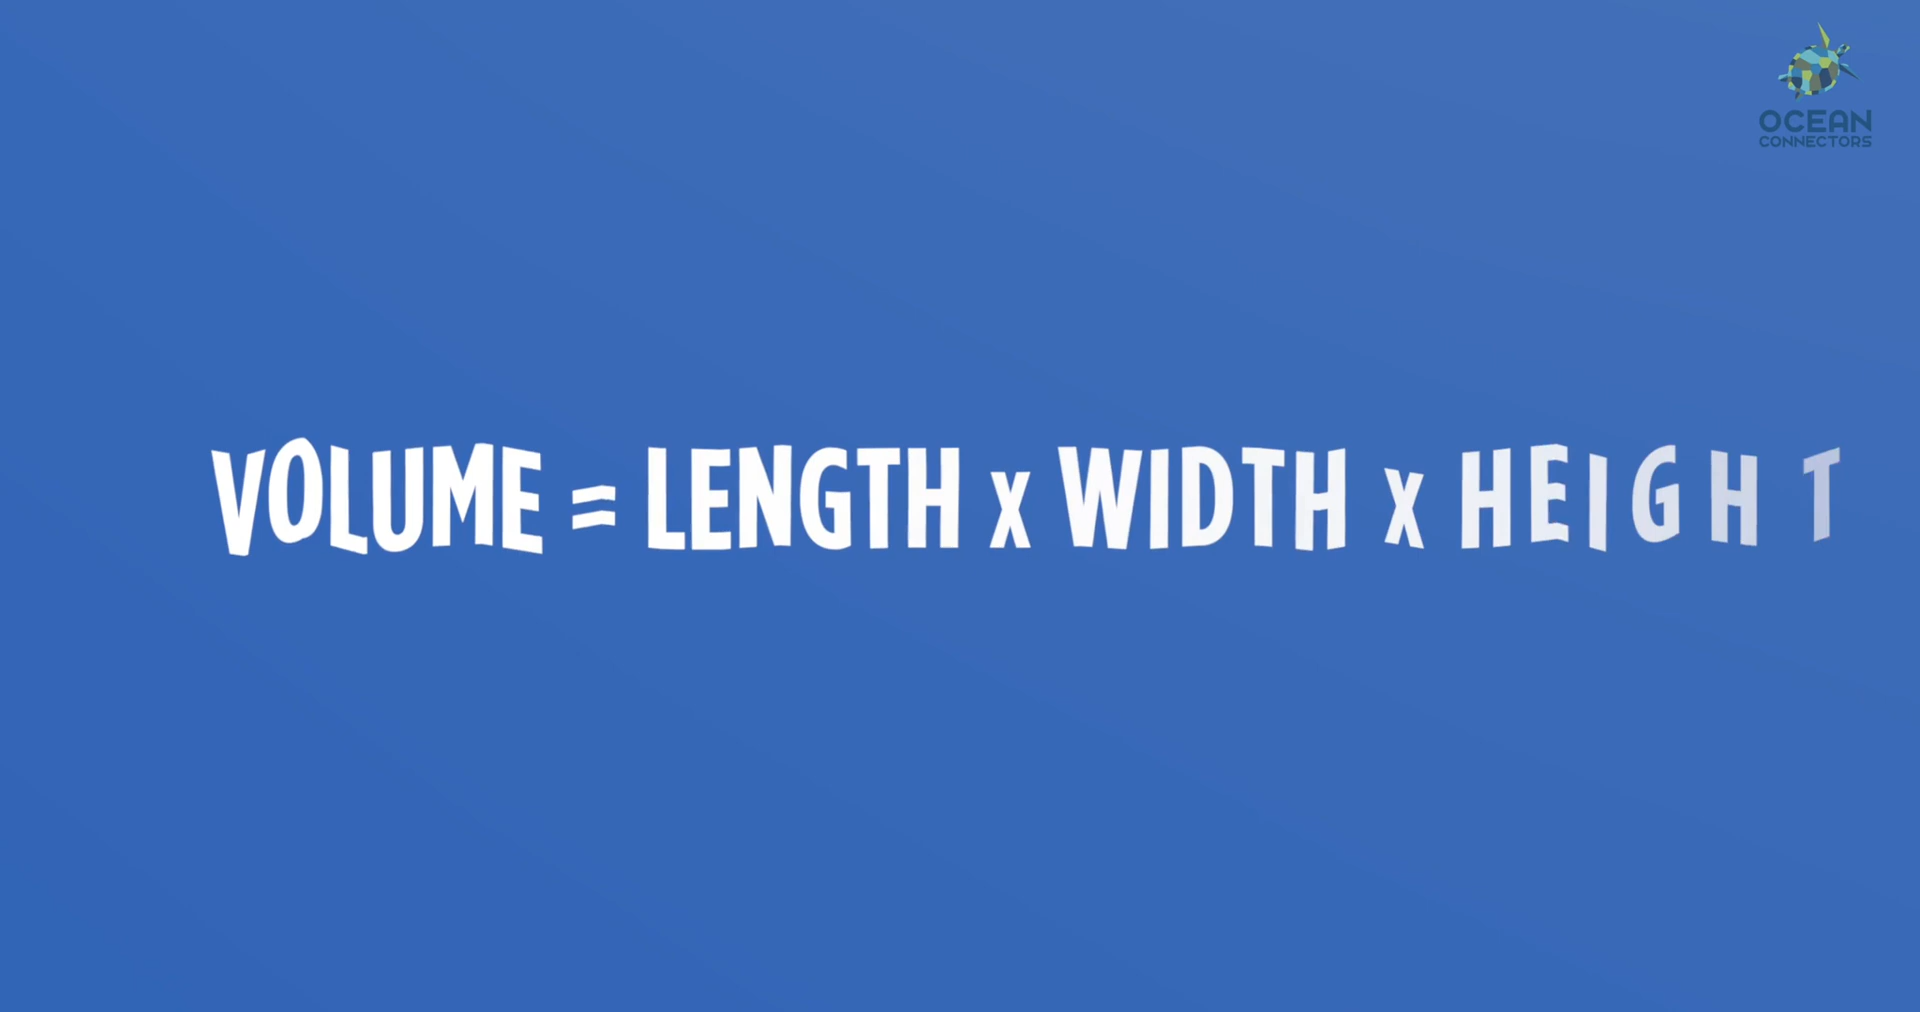 OCEAN
CONNECTORS
VOLUME = LENGTH x WIDTH x HEIGHT